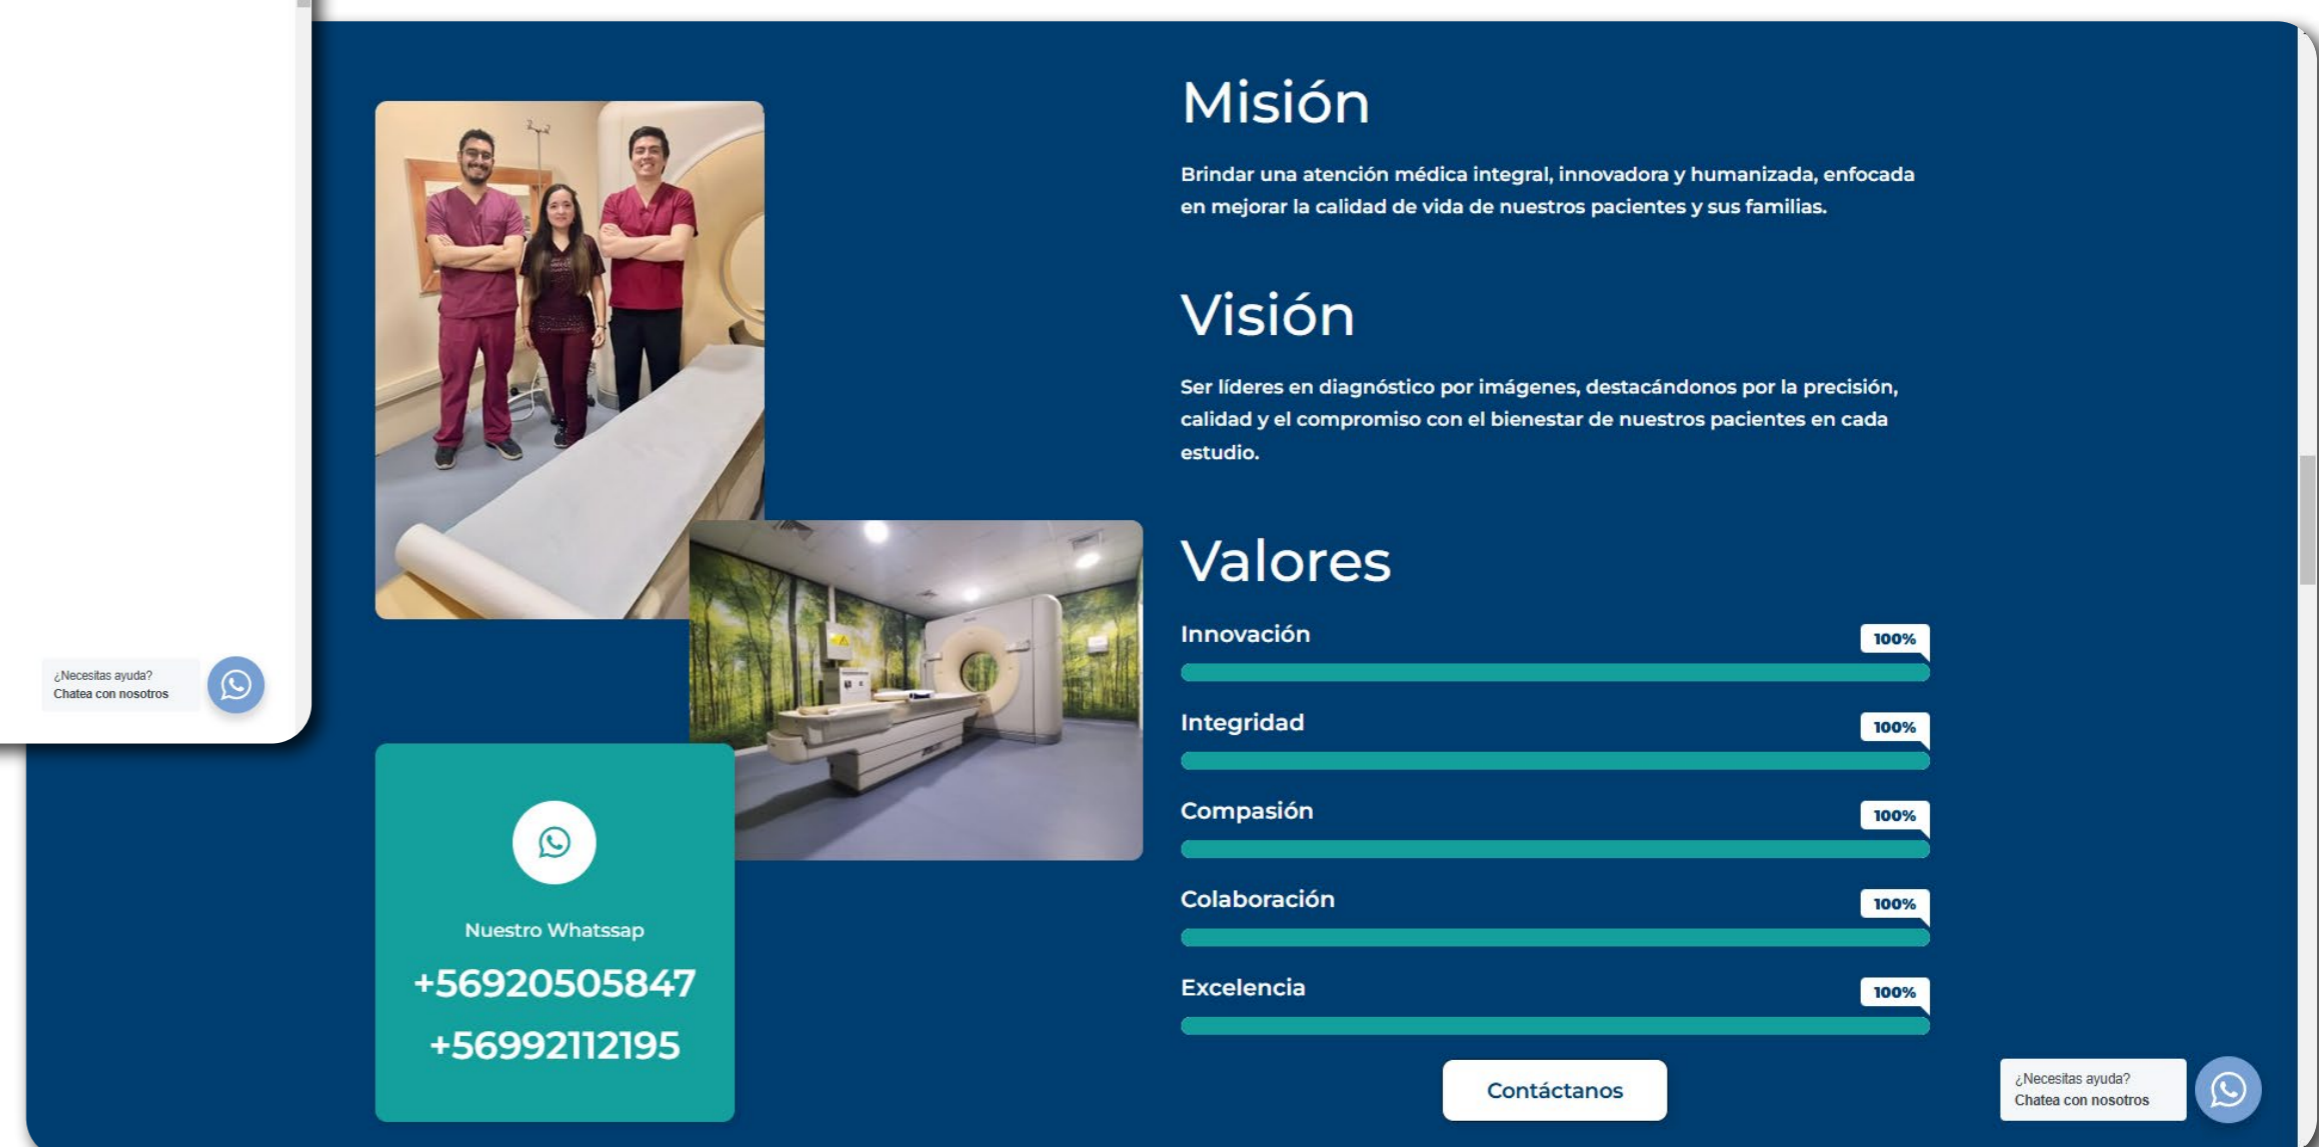 Misión
Brindar una atención médica integral, innovadora y humanizada, enfocada
en mejorar la calidad de vida de nuestros pacientes y sus familias.
Visión
Ser líderes en diagnóstico por imágenes, destacándonos por la precisión,
calidad y el compromiso con el bienestar de nuestros pacientes en cada
estudio.
Valores
Innovación
100%
Integridad
100%
Compasión
100%
Colaboración
100%
Excelencia
100%
Contáctanos
Nuestro Whatssap
+56920505847
+56992112195
¿Necesitas ayuda?
Chatea con nosotros
¿Necesitas ayuda?
Chatea con nosotros